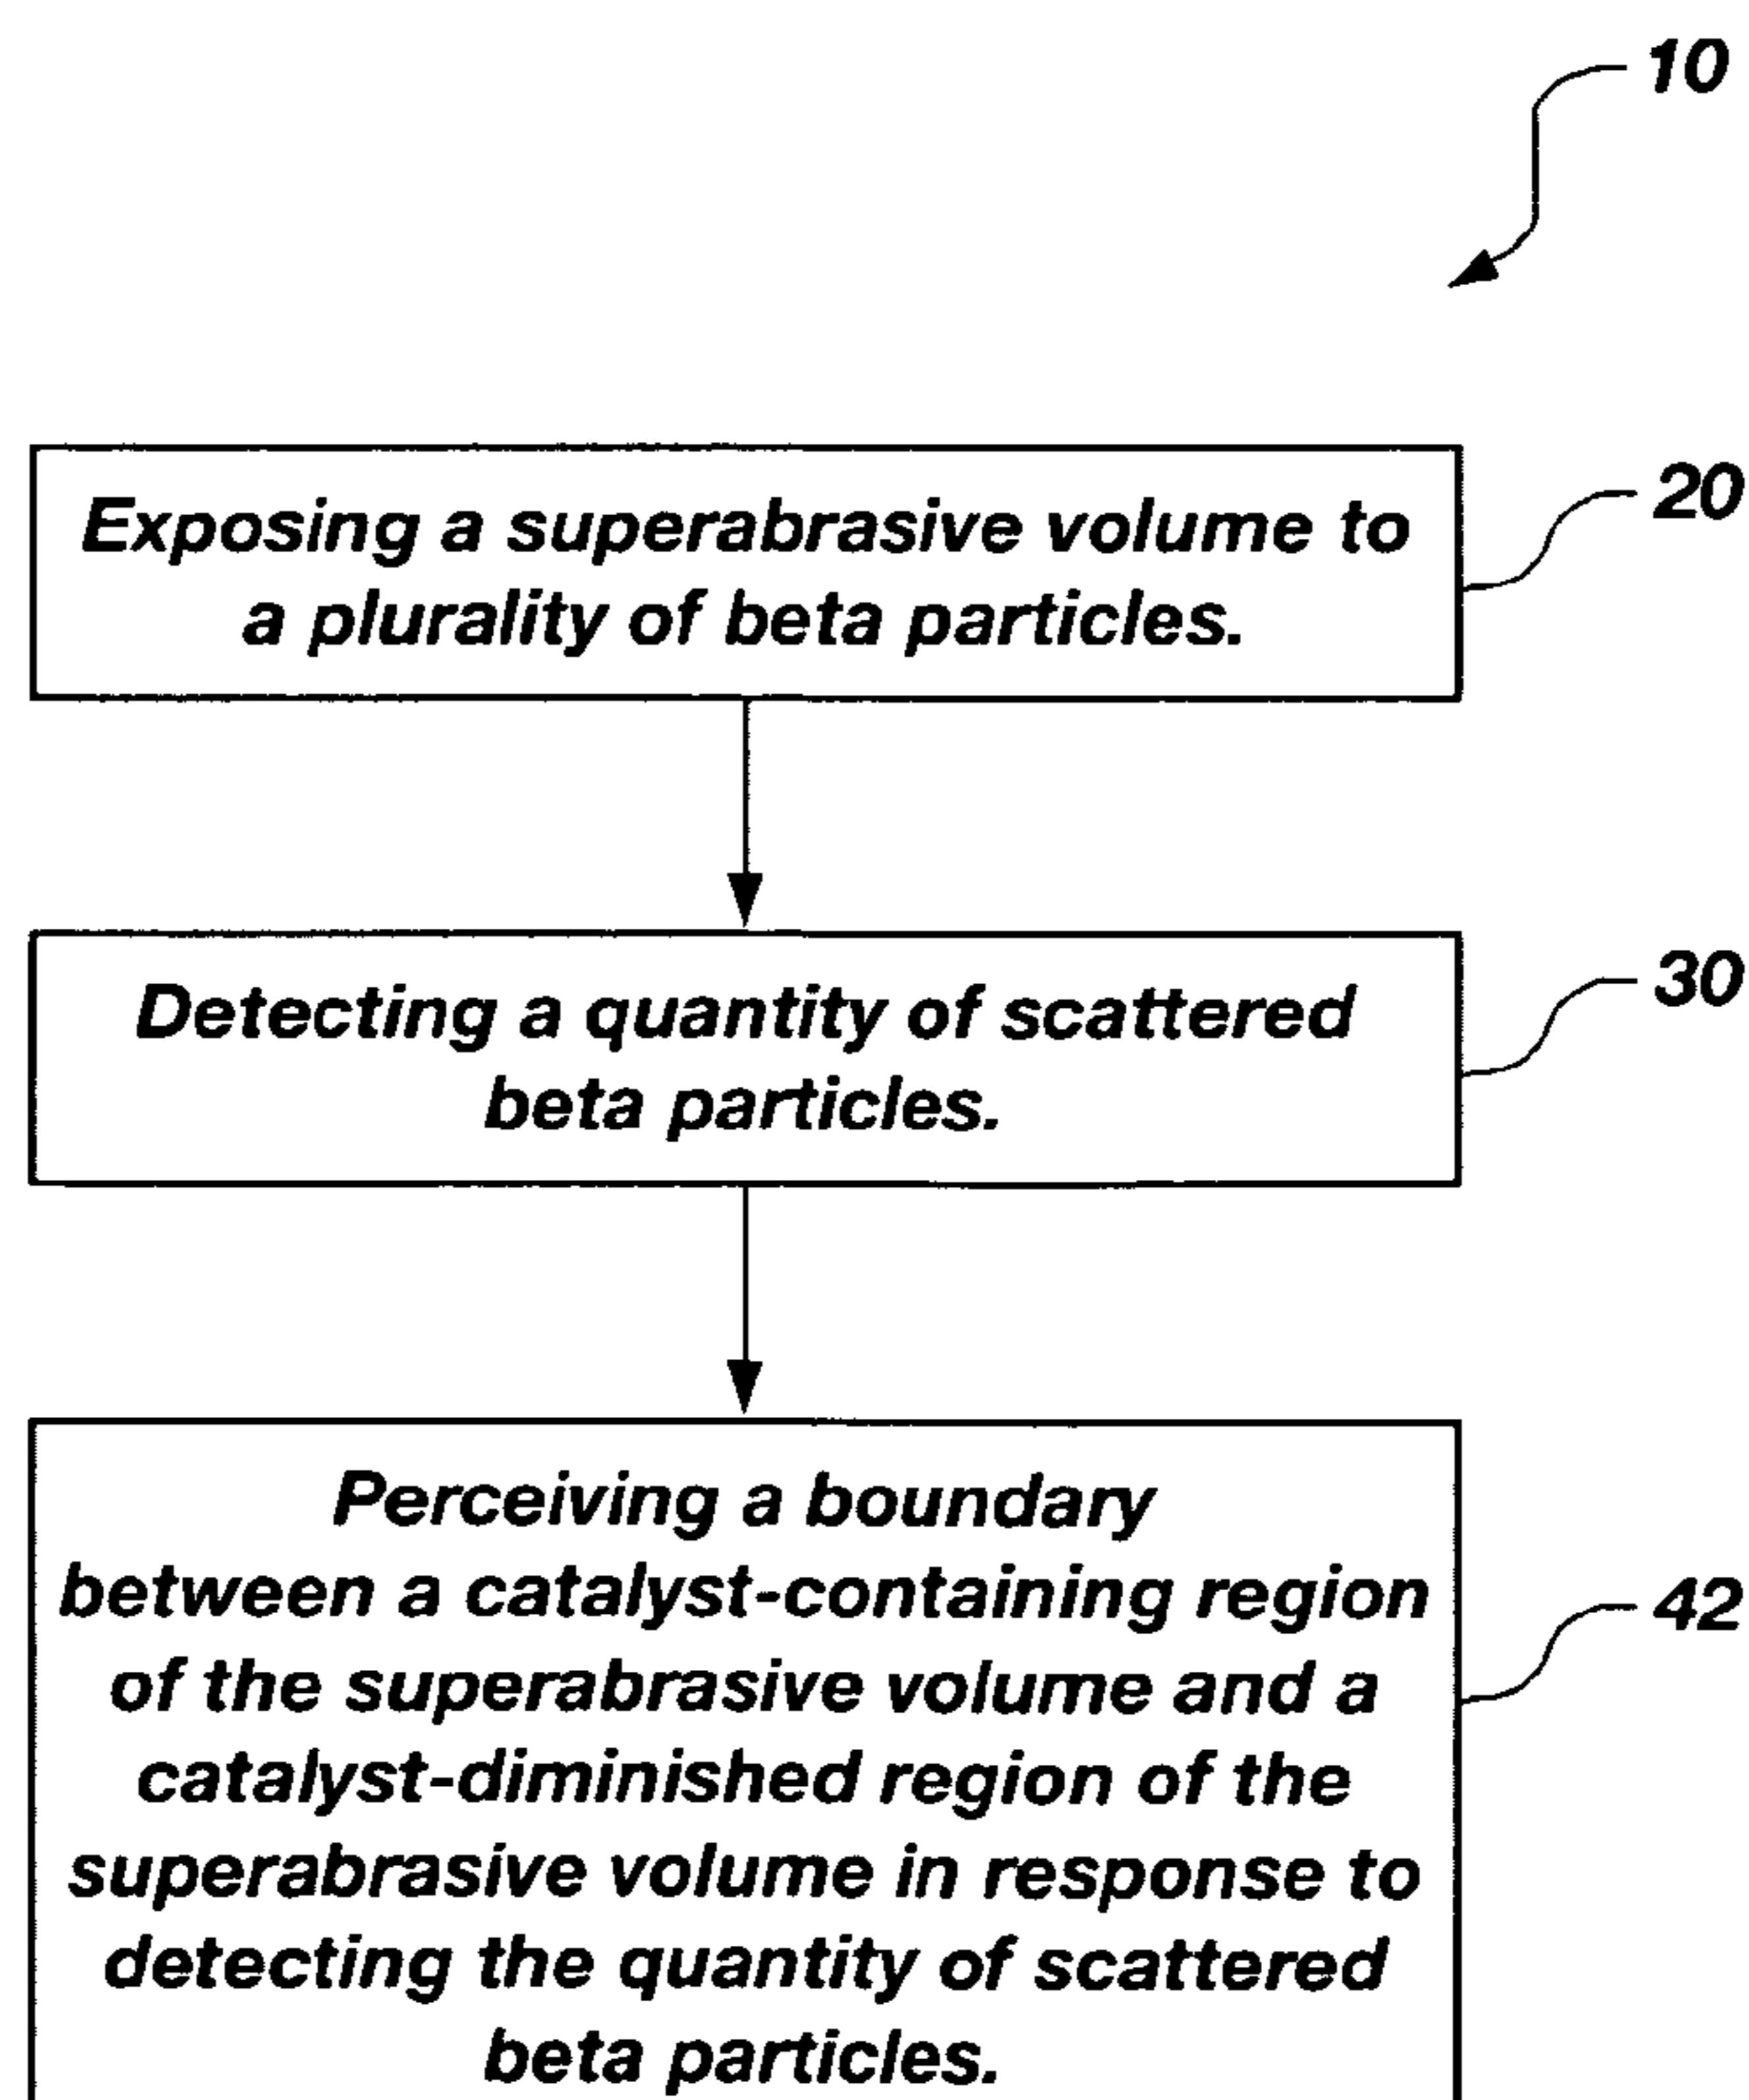 10
Exposing a superabrasive volume to
a plurality of beta particles.
20
Detecting a quantity of scattered
beta particles.
30
Perceiving a boundary
between a catalyst-containing region
of the superabrasive volume and a
catalyst-diminished region of the
superabrasive volume in response to
detecting the quantity of scattered
beta particles.
42